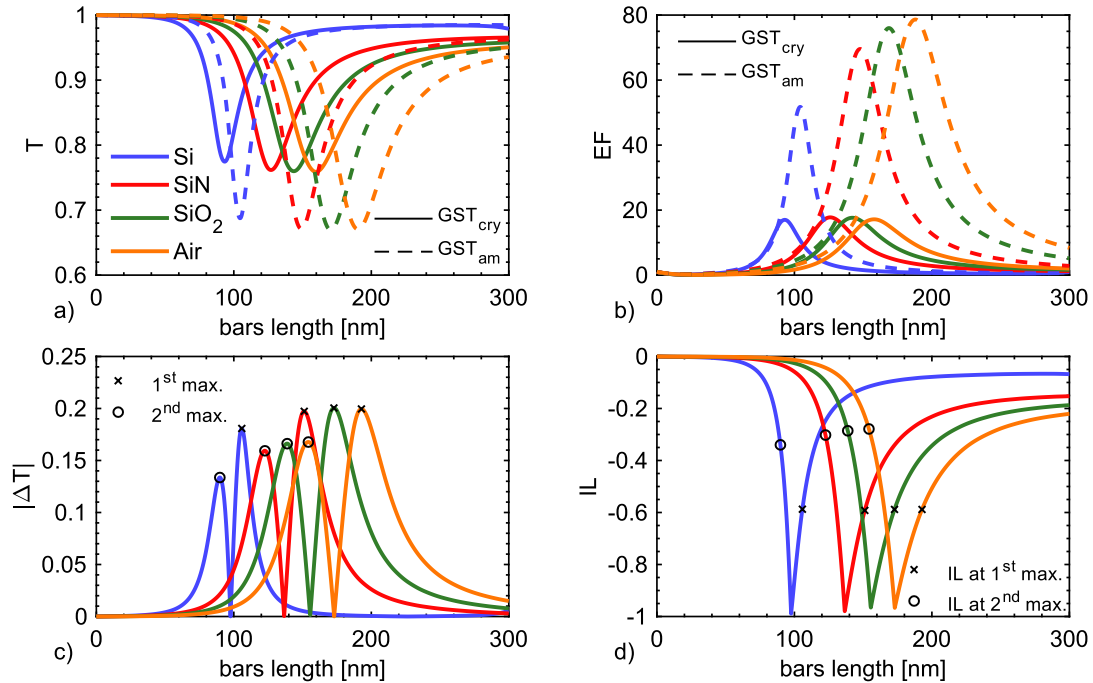 1
0.9
0.8
0.7
0.6
T
Si
SiN
SiO2
Air
GSTcry
GSTam
0 100 200 300
bars length [nm]
a)
80
60
40
20
0
EF
GSTcry
GSTam
0 100 200 300
bars length [nm]
b)
0.25
0.2
0.15
0.1
0.05
0
|ΔT|
1st max.
2nd max.
0 100 200 300
bars length [nm]
c)
0
-0.2
-0.4
-0.6
-0.8
-1
IL
IL at 1st max.
IL at 2nd max.
0 100 200 300
bars length [nm]
d)